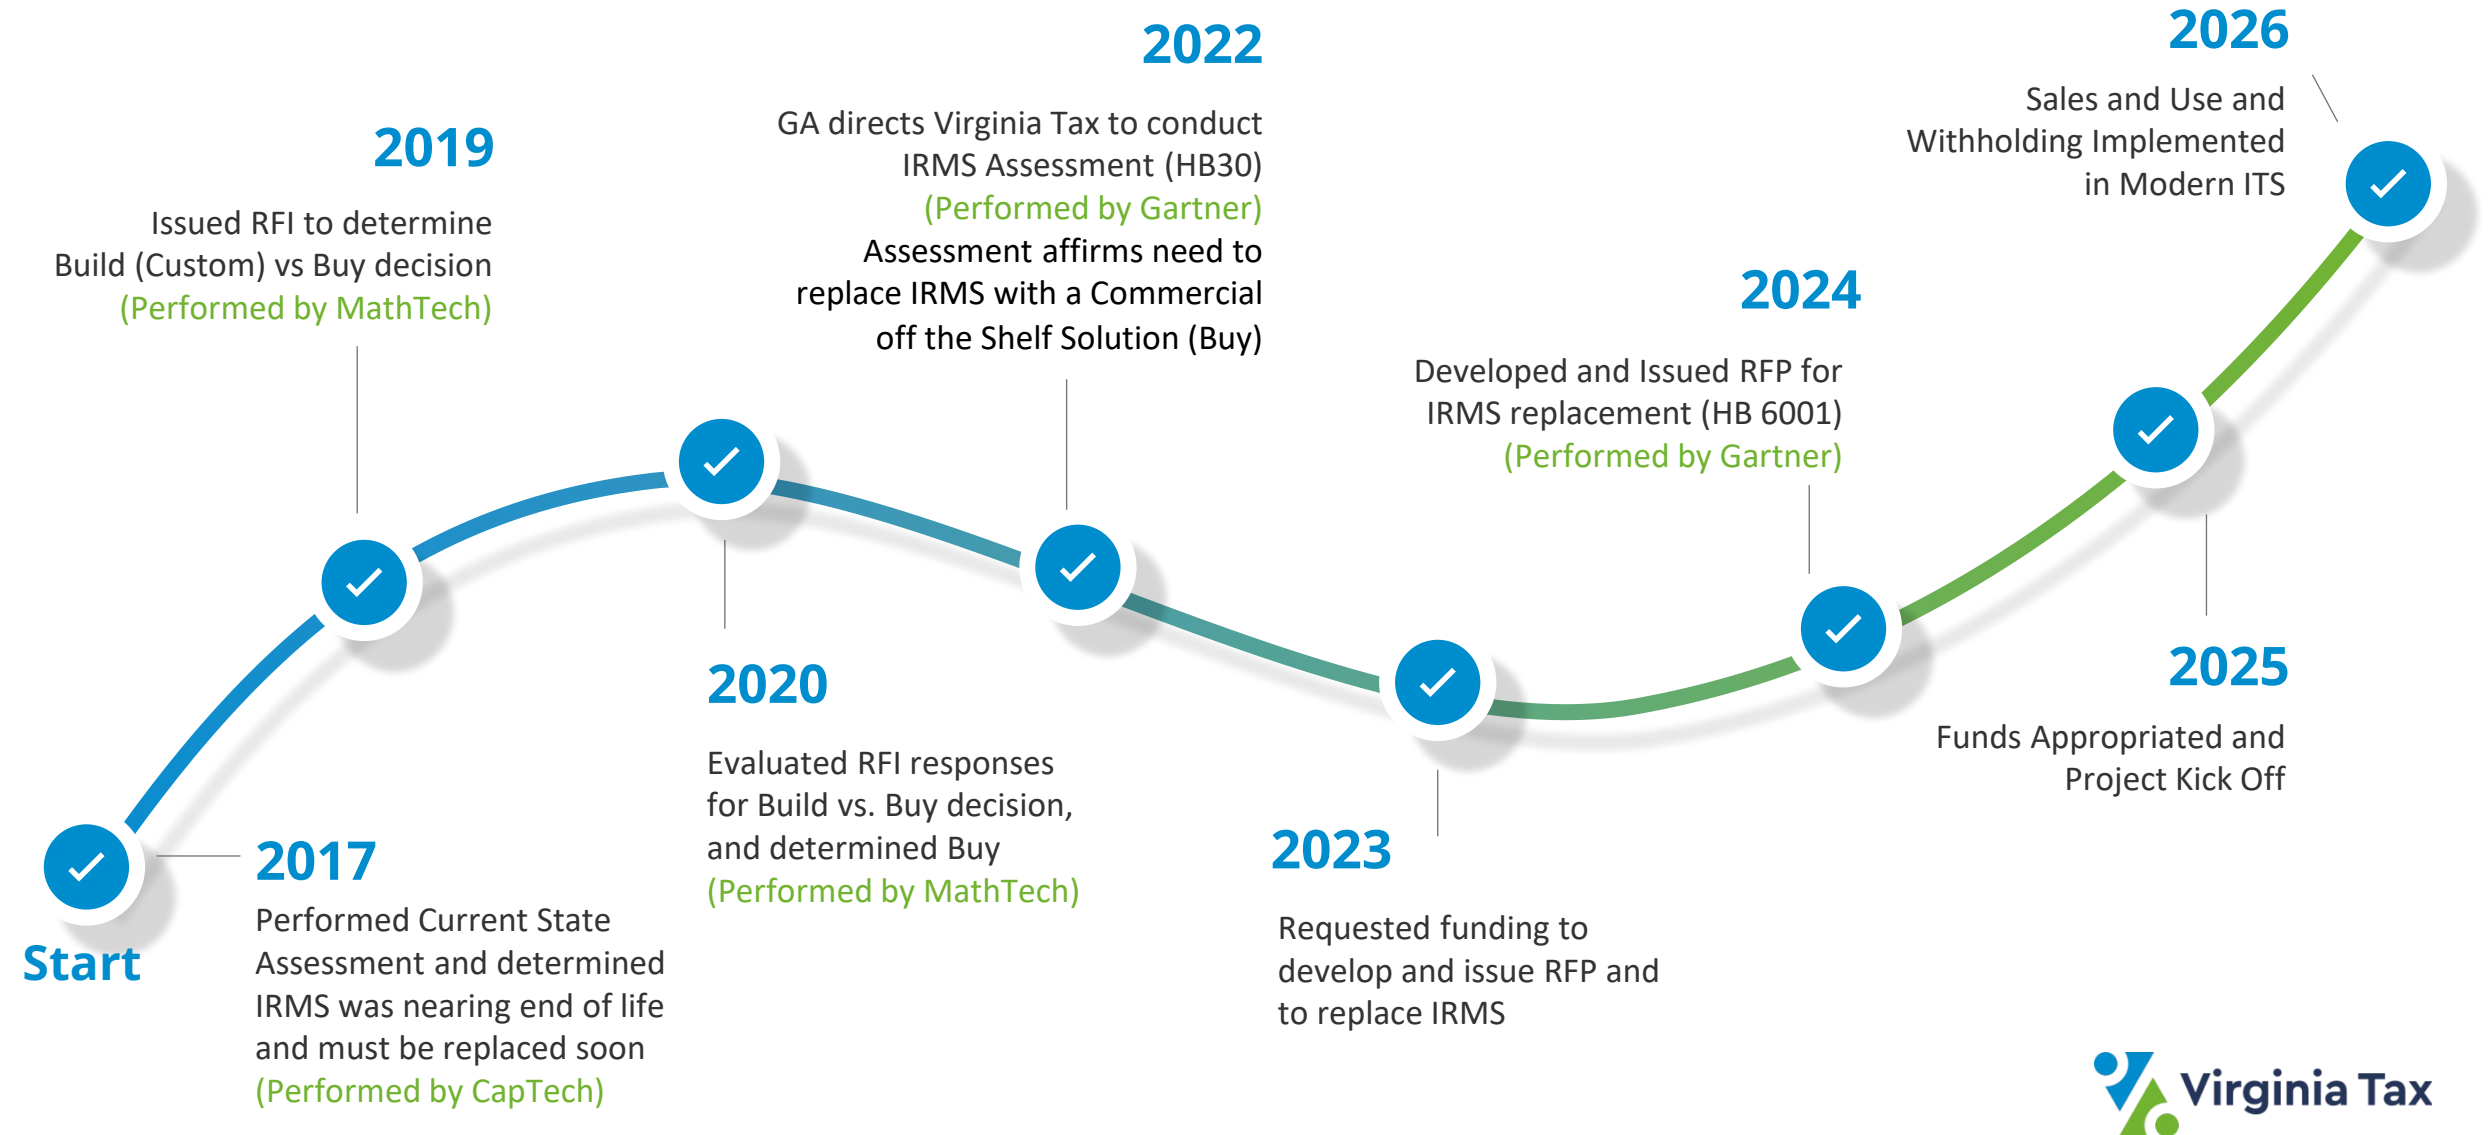 Start
2017
Performed Current State
Assessment and determined
IRMS was nearing end of life
and must be replaced soon
(Performed by CapTech)
2019
Issued RFI to determine
Build (Custom) vs Buy decision
(Performed by MathTech)
2020
Evaluated RFI responses
for Build vs. Buy decision,
and determined Buy
(Performed by MathTech)
2022
GA directs Virginia Tax to conduct
IRMS Assessment (HB30)
(Performed by Gartner)
Assessment affirms need to
replace IRMS with a Commercial
off the Shelf Solution (Buy)
2023
Requested funding to
develop and issue RFP and
to replace IRMS
2024
Developed and Issued RFP for
IRMS replacement (HB 6001)
(Performed by Gartner)
2025
Funds Appropriated and
Project Kick Off
2026
Sales and Use and
Withholding Implemented
in Modern ITS
Virginia Tax